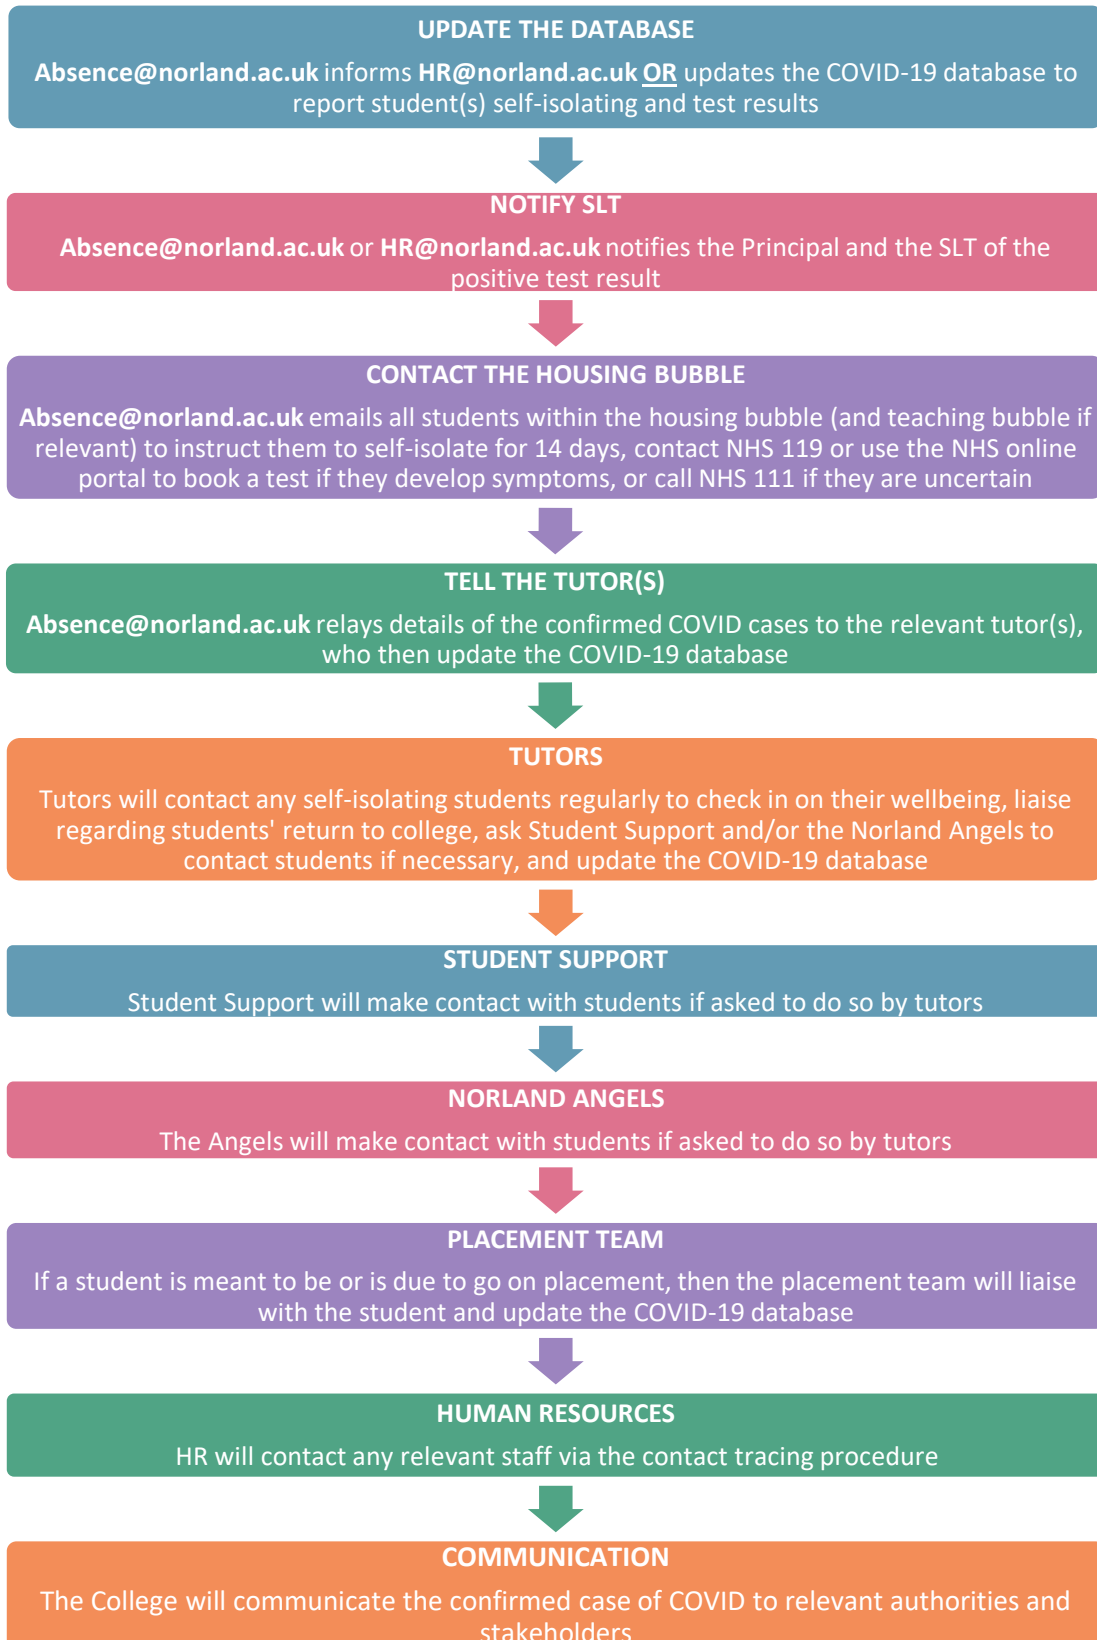 UPDATE THE DATABASE
Absence@norland.ac.uk informs HR@norland.ac.uk OR updates the COVID-19 database to
report student(s) self-isolating and test results
NOTIFY SLT
Absence@norland.ac.uk or HR@norland.ac.uk notifies the Principal and the SLT of the
positive test result
CONTACT THE HOUSING BUBBLE
Absence@norland.ac.uk emails all students within the housing bubble (and teaching bubble if
relevant) to instruct them to self-isolate for 14 days, contact NHS 119 or use the NHS online
portal to book a test if they develop symptoms, or call NHS 111 if they are uncertain
TELL THE TUTOR(S)
Absence@norland.ac.uk relays details of the confirmed COVID cases to the relevant tutor(s),
who then update the COVID-19 database
TUTORS
Tutors will contact any self-isolating students regularly to check in on their wellbeing, liaise
regarding students' return to college, ask Student Support and/or the Norland Angels to
contact students if necessary, and update the COVID-19 database
STUDENT SUPPORT
Student Support will make contact with students if asked to do so by tutors
NORLAND ANGELS
The Angels will make contact with students if asked to do so by tutors
PLACEMENT TEAM
If a student is meant to be or is due to go on placement, then the placement team will liaise
with the student and update the COVID-19 database
HUMAN RESOURCES
HR will contact any relevant staff via the contact tracing procedure
COMMUNICATION
The College will communicate the confirmed case of COVID to relevant authorities and
stakeholders